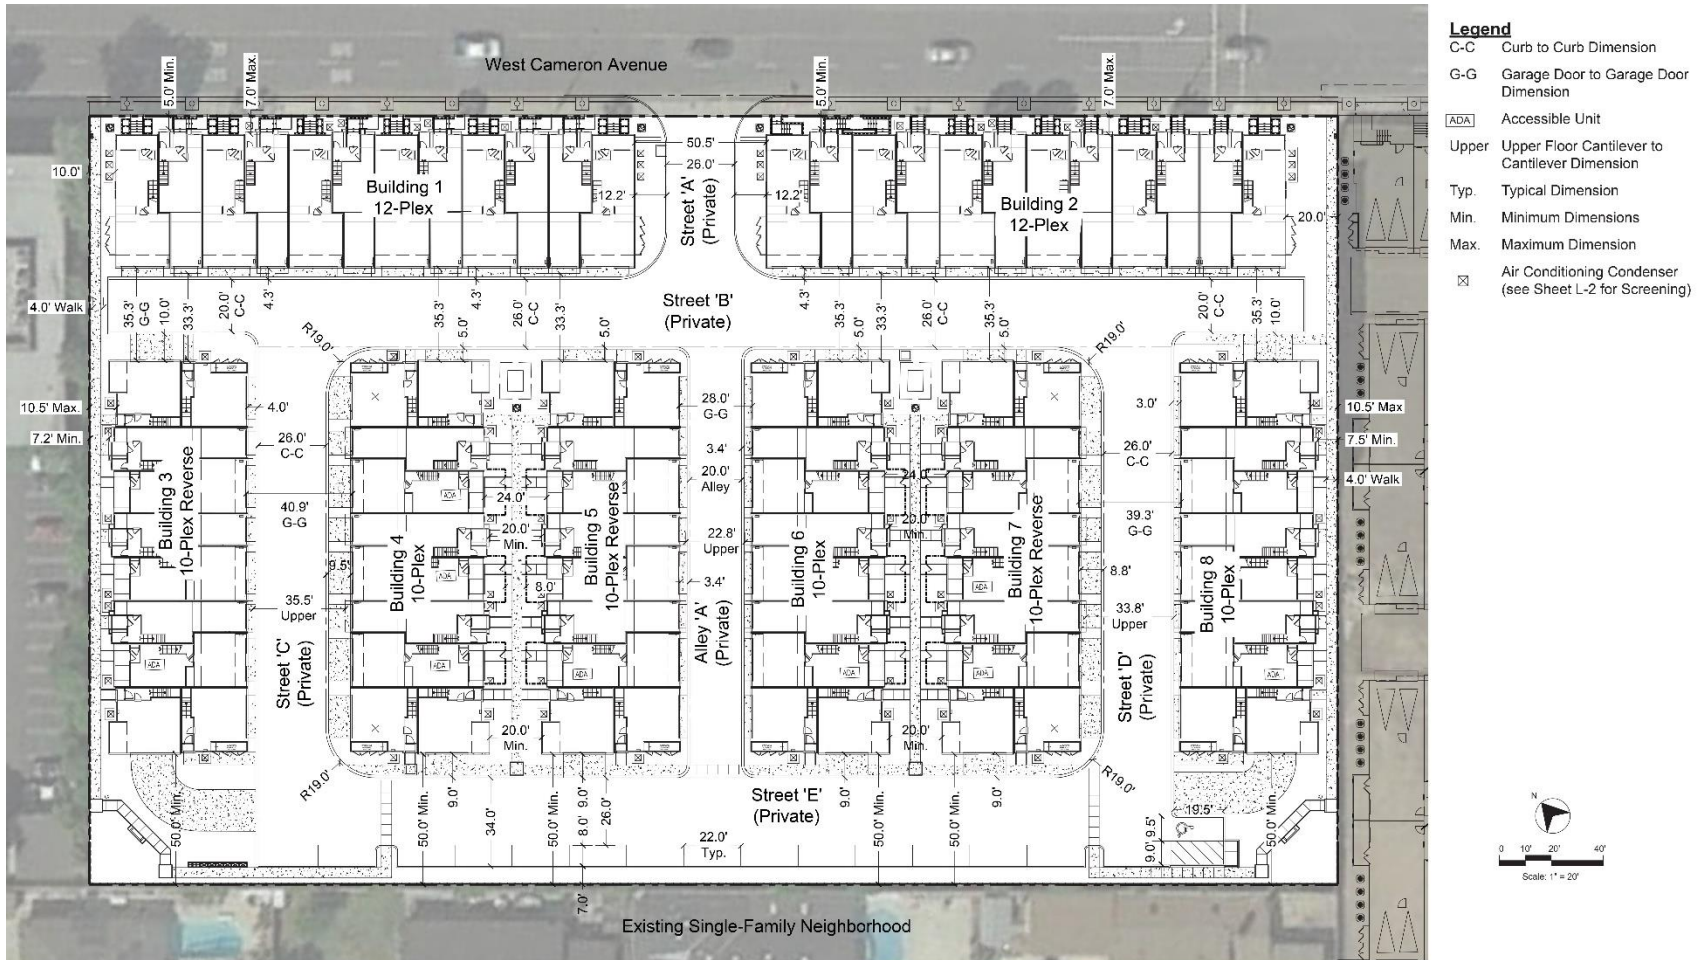 West Cameron Avenue
5.0' Min.
7.0' Max.
5.0' Min.
7.0' Max.
50.5'
26.0'
12.2'
12.2'
10.0'
20.0'
Building 1
12-Plex
Street 'A'
(Private)
Building 2
12-Plex
4.0' Walk
35.3'
G-G
10.0'
33.3'
20.0'
C-C
4.3'
35.3'
5.0'
4.3'
26.0'
C-C
33.3'
5.0'
Street 'B'
(Private)
4.3'
35.3'
5.0'
33.3'
26.0'
C-C
35.3'
5.0'
20.0'
C-C
35.3'
10.0'
R19.0'
R19.0'
10.5' Max.
7.2' Min.
4.0'
26.0'
C-C
40.9'
G-G
9.5'
35.5'
Upper
Building 3
10-Plex Reverse
Street 'C'
(Private)
Building 4
10-Plex
ADA
ADA
ADA
ADA
24.0'
20.0'
Min.
8.0'
20.0'
Min.
Building 5
10-Plex Reverse
ADA
28.0'
G-G
3.4'
20.0'
Alley
22.8'
Upper
3.4'
Alley 'A'
(Private)
Building 6
10-Plex
ADA
24.0'
20.0'
Min.
20.0'
Min.
Building 7
10-Plex Reverse
ADA
ADA
3.0'
26.0'
C-C
39.3'
G-G
8.8'
33.8'
Upper
Street 'D'
(Private)
Building 8
10-Plex
ADA
10.5' Max
7.5' Min.
4.0' Walk
R19.0'
R19.0'
50.0' Min.
50.0' Min.
9.0'
34.0'
50.0' Min.
9.0'
8.0'
26.0'
7.0'
Street 'E'
(Private)
22.0'
Typ.
9.0'
50.0' Min.
50.0' Min.
9.0'
19.5'
9.5'
9.0'
50.0' Min.
Existing Single-Family Neighborhood
Legend
C-C Curb to Curb Dimension
G-G Garage Door to Garage Door
Dimension
ADA Accessible Unit
Upper Upper Floor Cantilever to
Cantilever Dimension
Typ. Typical Dimension
Min. Minimum Dimensions
Max. Maximum Dimension
Air Conditioning Condenser
(see Sheet L-2 for Screening)
N
0 10' 20' 40'
Scale: 1" = 20'